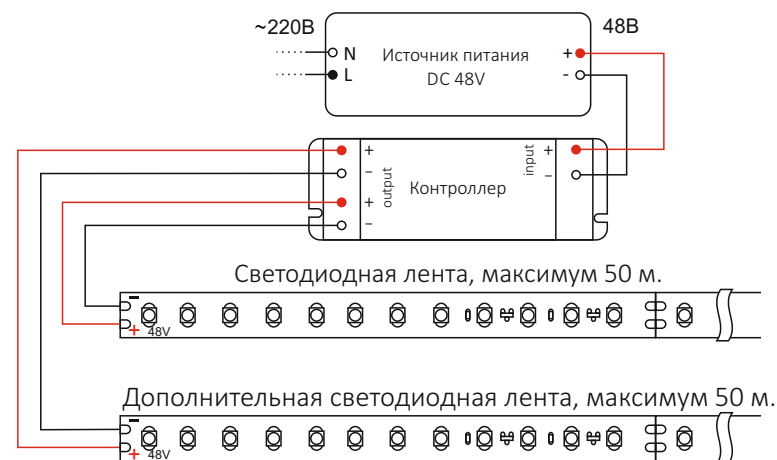 ~220В
48В
N
Источник питания
+
L
DC 48V
-
+
input
+
−
output
Контроллер
−
+
−
Светодиодная лента, максимум 50 м.
-
+ 48V
Дополнительная светодиодная лента, максимум 50 м.
-
+ 48V